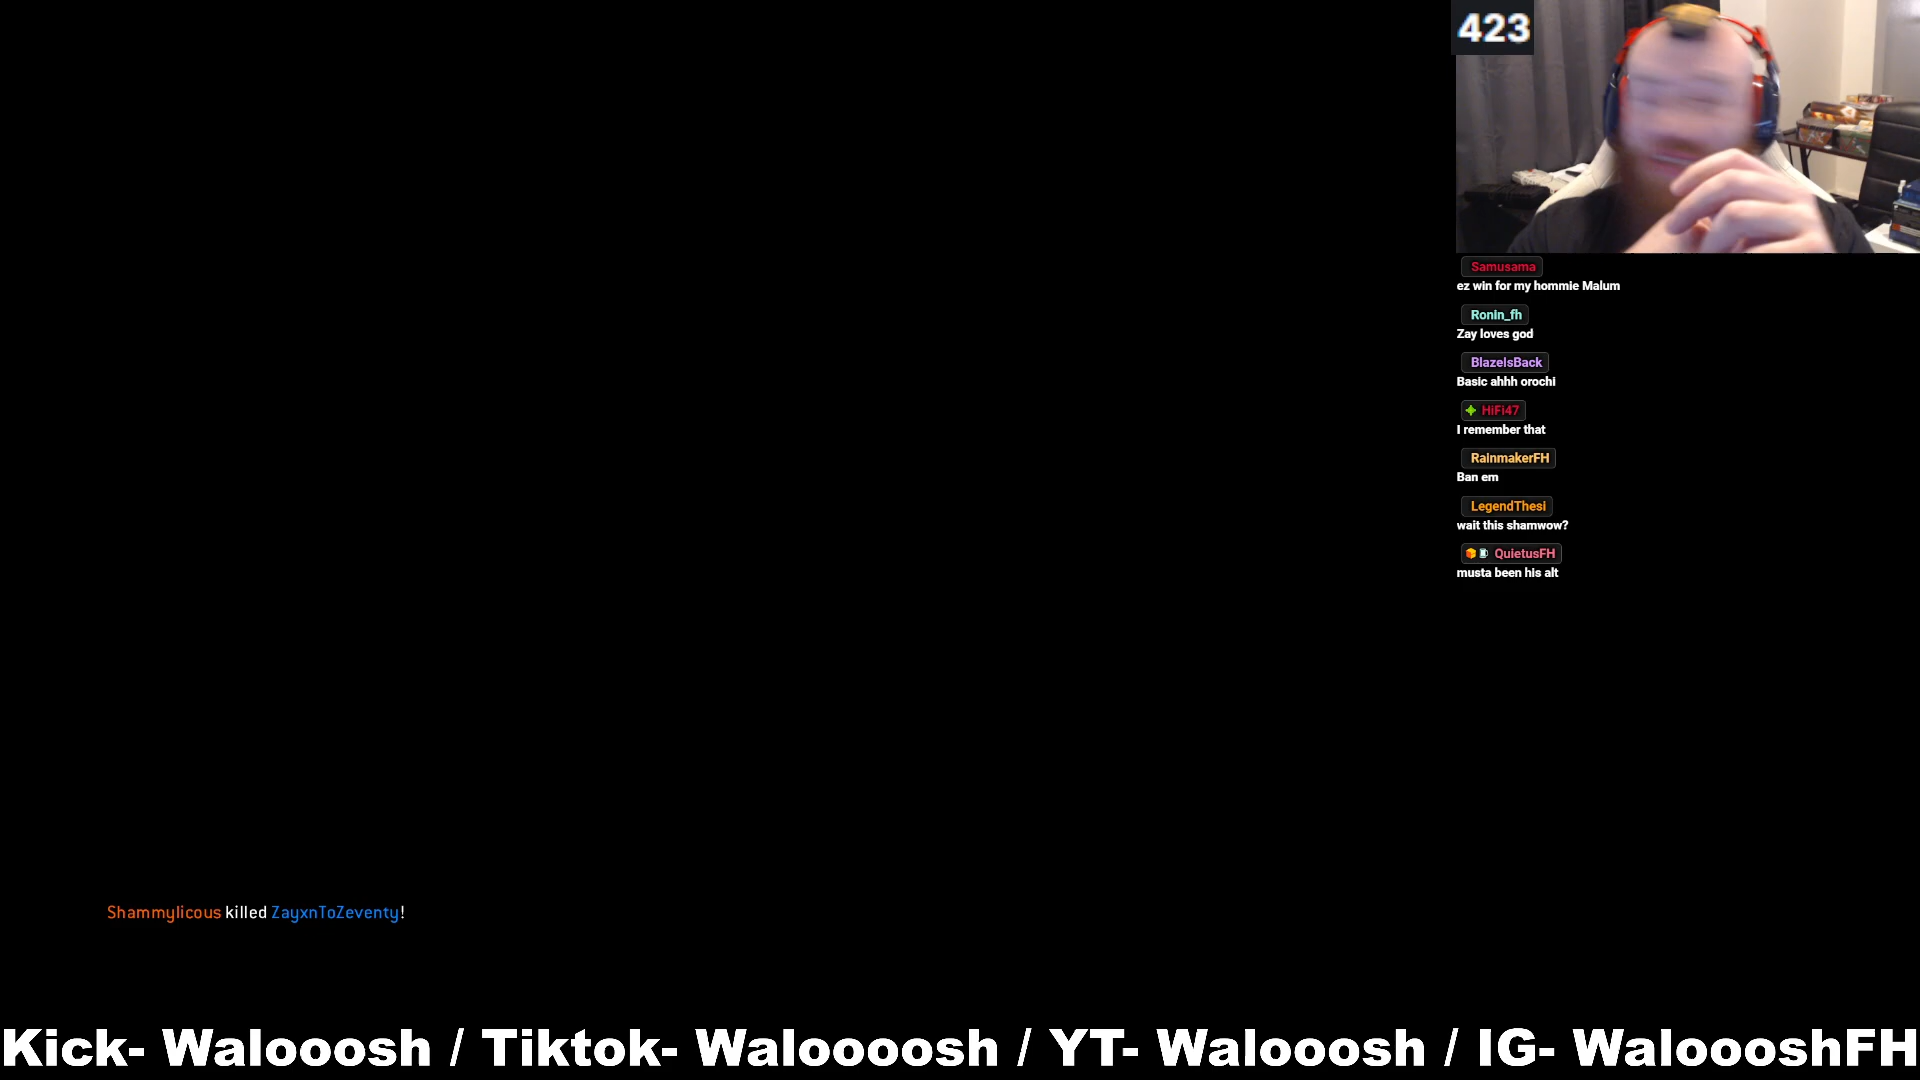 423
Samusama
ez win for my hommie Malum
Ronin_fh
Zay loves god
BlazeIsBack
Basic ahhh orochi
HiFi47
I remember that
RainmakerFH
Ban em
LegendThesi
wait this shamwow?
QuietusFH
musta been his alt
Shammylicous killed ZayxnToZeventy!
Kick- Walooosh / Tiktok- Waloooosh / YT- Walooosh / IG- WaloooshFH